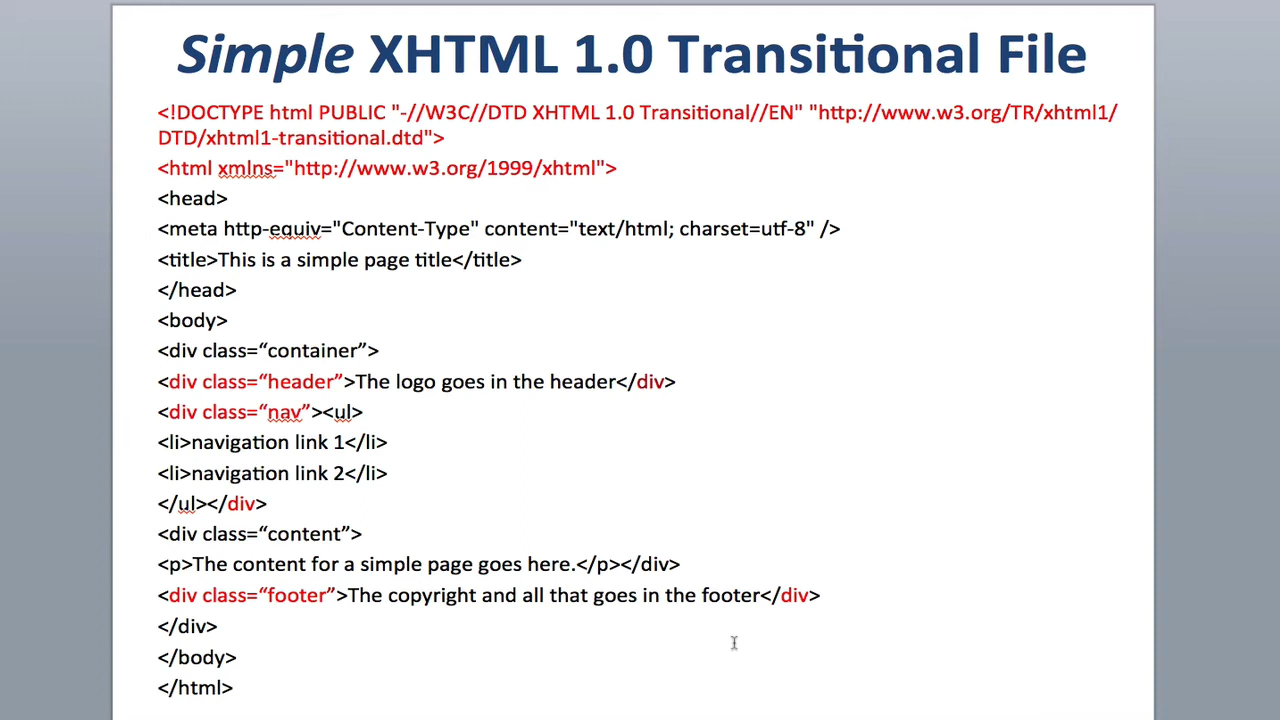 Simple XHTML 1.0 Transitional File
<!DOCTYPE html PUBLIC "-//W3C//DTD XHTML 1.0 Transitional//EN" "http://www.w3.org/TR/xhtml1/
DTD/xhtml1-transitional.dtd">
<html xmlns="http://www.w3.org/1999/xhtml">
<head>
<meta http-equiv="Content-Type" content="text/html; charset=utf-8" />
<title>This is a simple page title</title>
</head>
<body>
<div class=“container”>
<div class=“header”>The logo goes in the header</div>
<div class=“nav”><ul>
<li>navigation link 1</li>
<li>navigation link 2</li>
</ul></div>
<div class=“content”>
<p>The content for a simple page goes here.</p></div>
<div class=“footer”>The copyright and all that goes in the footer</div>
</div>
</body>
</html>